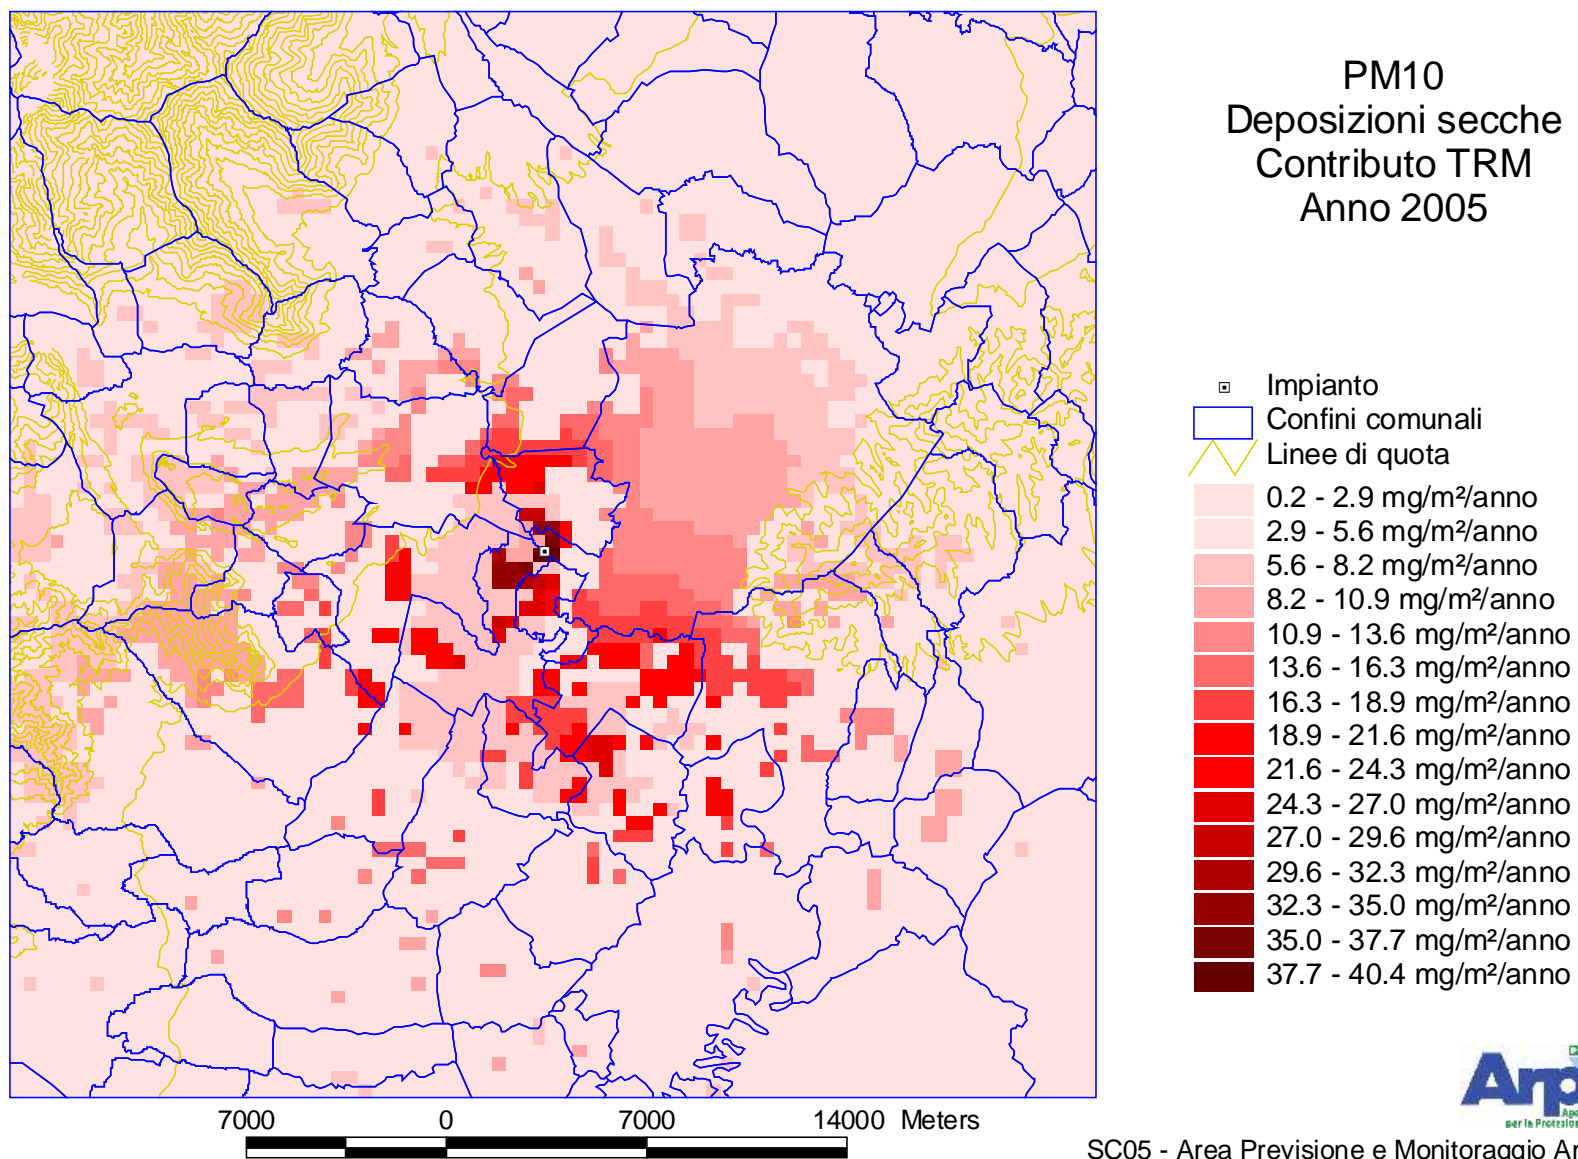 PM10
Deposizioni secche
Contributo TRM
Anno 2005
Impianto
Confini comunali
Linee di quota
0.2 - 2.9 mg/m²/anno
2.9 - 5.6 mg/m²/anno
5.6 - 8.2 mg/m²/anno
8.2 - 10.9 mg/m²/anno
10.9 - 13.6 mg/m²/anno
13.6 - 16.3 mg/m²/anno
16.3 - 18.9 mg/m²/anno
18.9 - 21.6 mg/m²/anno
21.6 - 24.3 mg/m²/anno
24.3 - 27.0 mg/m²/anno
27.0 - 29.6 mg/m²/anno
29.6 - 32.3 mg/m²/anno
32.3 - 35.0 mg/m²/anno
35.0 - 37.7 mg/m²/anno
37.7 - 40.4 mg/m²/anno
7000 0 7000 14000 Meters
Arp
per la
SC05 - Area Previsione e Monitoraggio